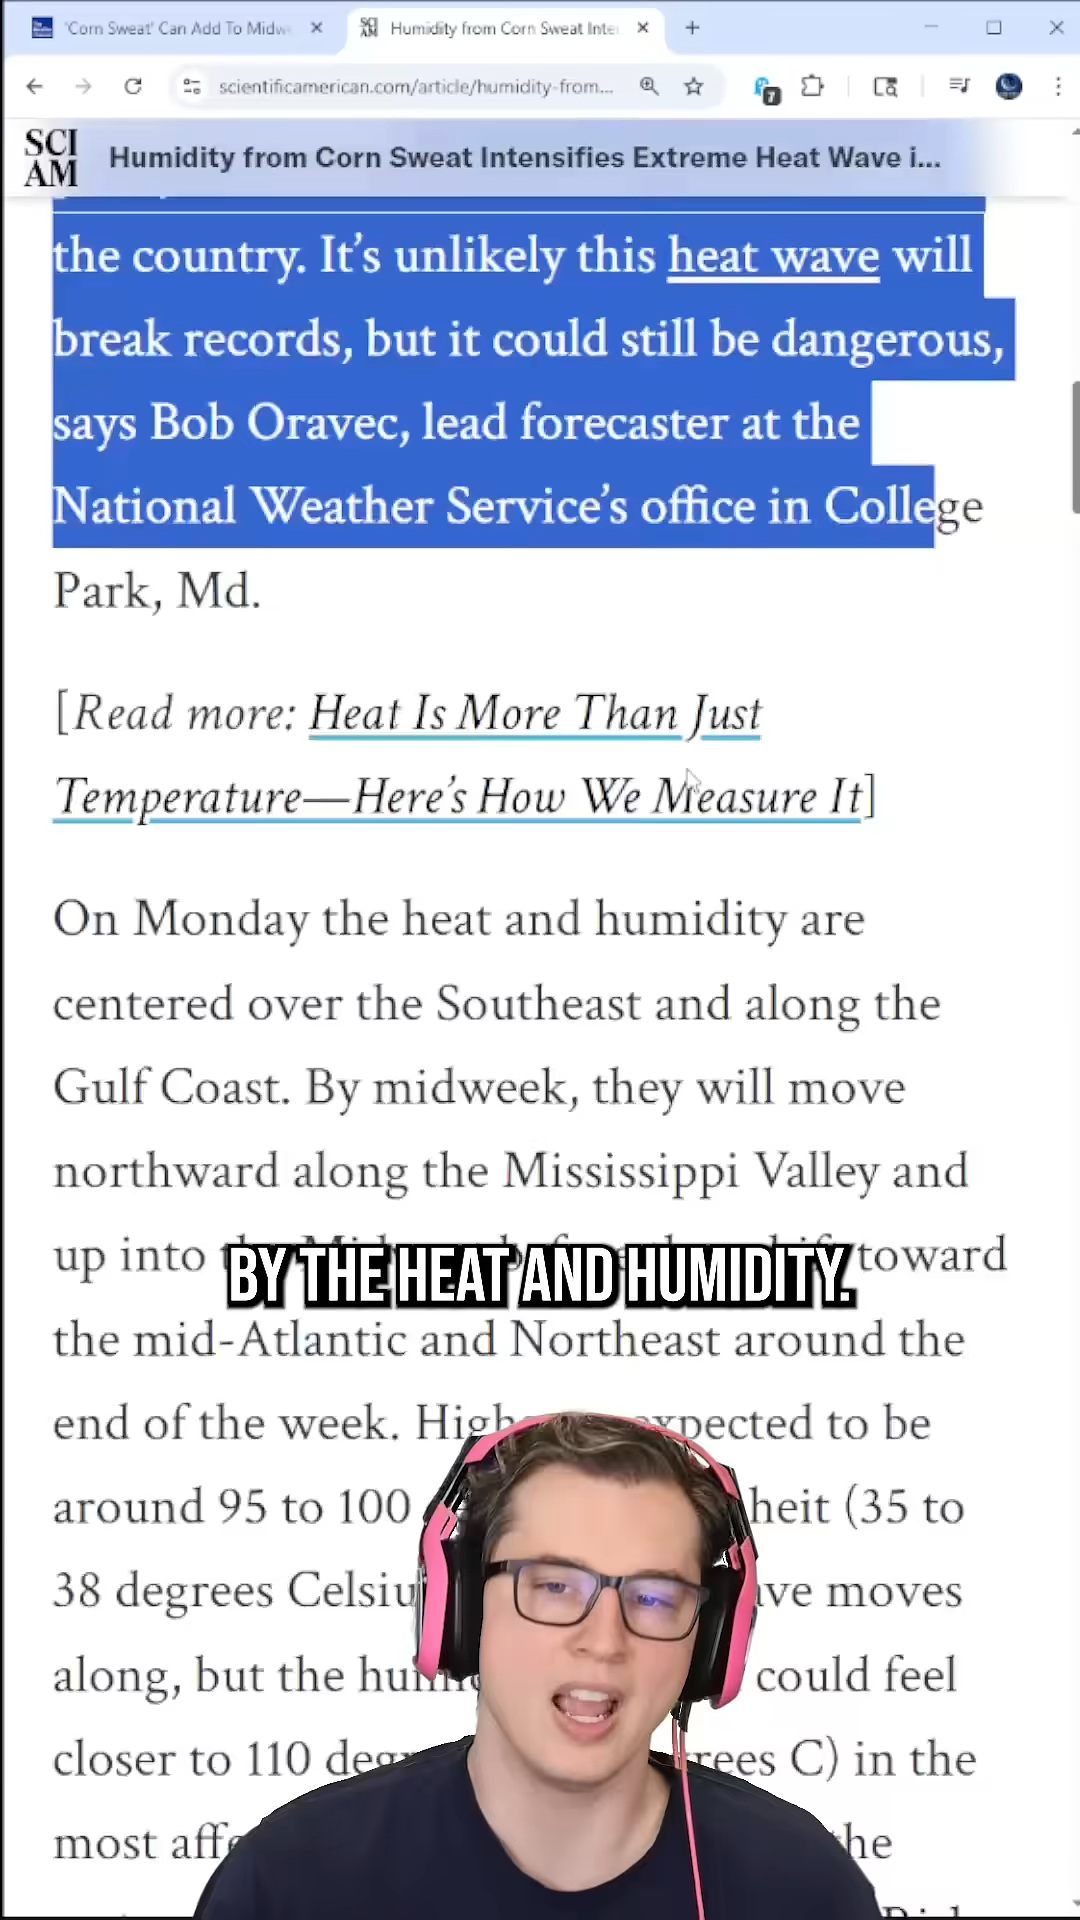 'Corn Sweat' Can Add To Midw
Humidity from Corn Sweat Inte
scientificamerican.com/article/humidity-from...
7
SCI
AM
Humidity from Corn Sweat Intensifies Extreme Heat Wave i...
the country. It’s unlikely this heat wave will
break records, but it could still be dangerous,
says Bob Oravec, lead forecaster at the
National Weather Service’s office in College
Park, Md.
[Read more: Heat Is More Than Just
Temperature—Here’s How We Measure It]
On Monday the heat and humidity are
centered over the Southeast and along the
Gulf Coast. By midweek, they will move
northward along the Mississippi Valley and
up into toward
BY THE HEAT AND HUMIDITY.
the mid-Atlantic and Northeast around the
end of the week. High expected to be
around 95 to 100 heit (35 to
38 degrees Celsiu moves
along, but the could feel
closer to 110 C) in the
most